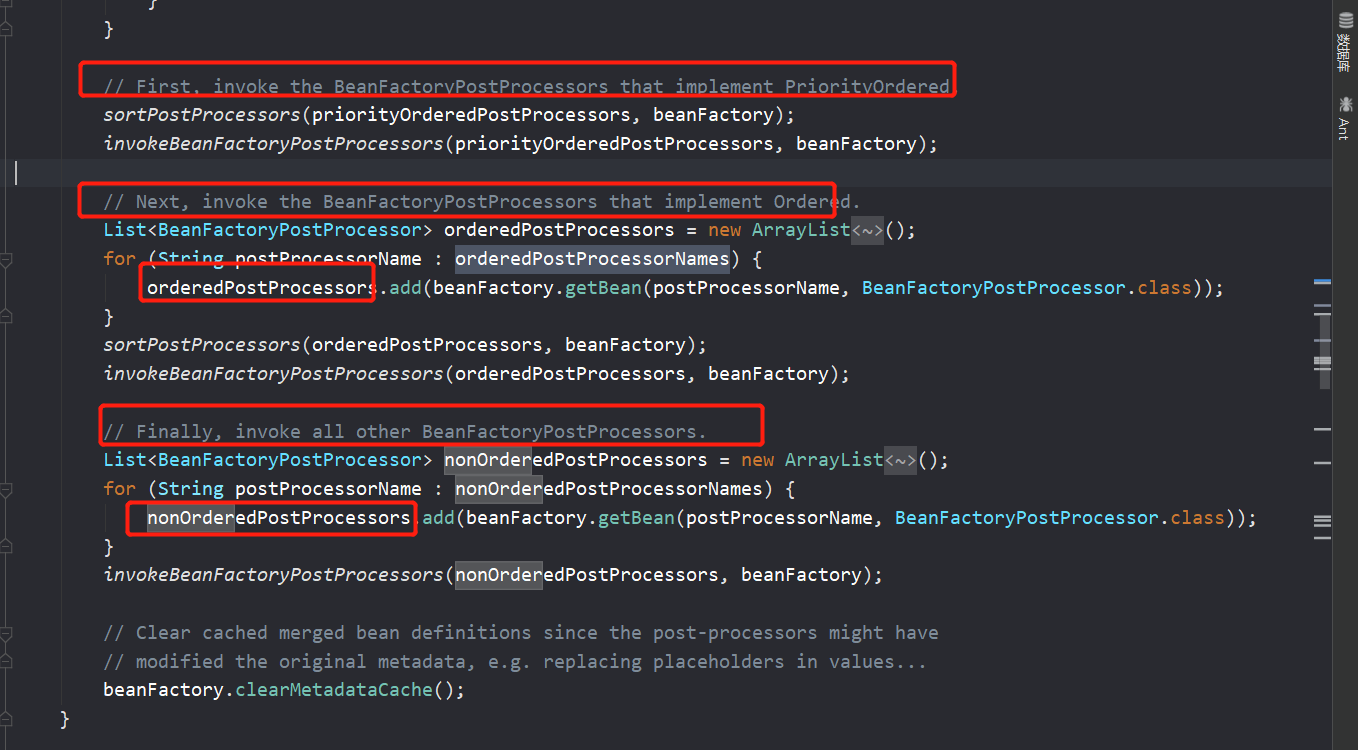 }
}
// First, invoke the BeanFactoryPostProcessors that implement PriorityOrdered
sortPostProcessors(priorityOrderedPostProcessors, beanFactory);
invokeBeanFactoryPostProcessors(priorityOrderedPostProcessors, beanFactory);
// Next, invoke the BeanFactoryPostProcessors that implement Ordered.
List<BeanFactoryPostProcessor> orderedPostProcessors = new ArrayList<~>();
for (String postProcessorName : orderedPostProcessorNames) {
orderedPostProcessors.add(beanFactory.getBean(postProcessorName, BeanFactoryPostProcessor.class));
}
sortPostProcessors(orderedPostProcessors, beanFactory);
invokeBeanFactoryPostProcessors(orderedPostProcessors, beanFactory);
// Finally, invoke all other BeanFactoryPostProcessors.
List<BeanFactoryPostProcessor> nonOrderedPostProcessors = new ArrayList<~>();
for (String postProcessorName : nonOrderedPostProcessorNames) {
nonOrderedPostProcessors.add(beanFactory.getBean(postProcessorName, BeanFactoryPostProcessor.class));
}
invokeBeanFactoryPostProcessors(nonOrderedPostProcessors, beanFactory);
// Clear cached merged bean definitions since the post-processors might have
// modified the original metadata, e.g. replacing placeholders in values...
beanFactory.clearMetadataCache();
}
数据库
Ant